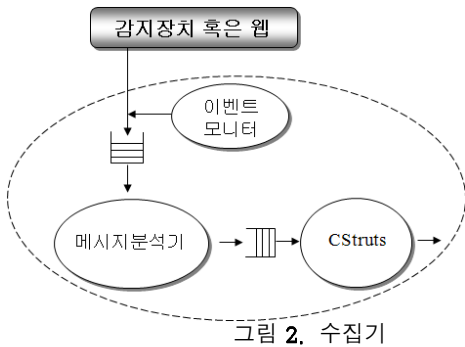 감지장치 혹은 웹
이벤트
모니터
메시지분석기
CStruts
그림 2. 수집기